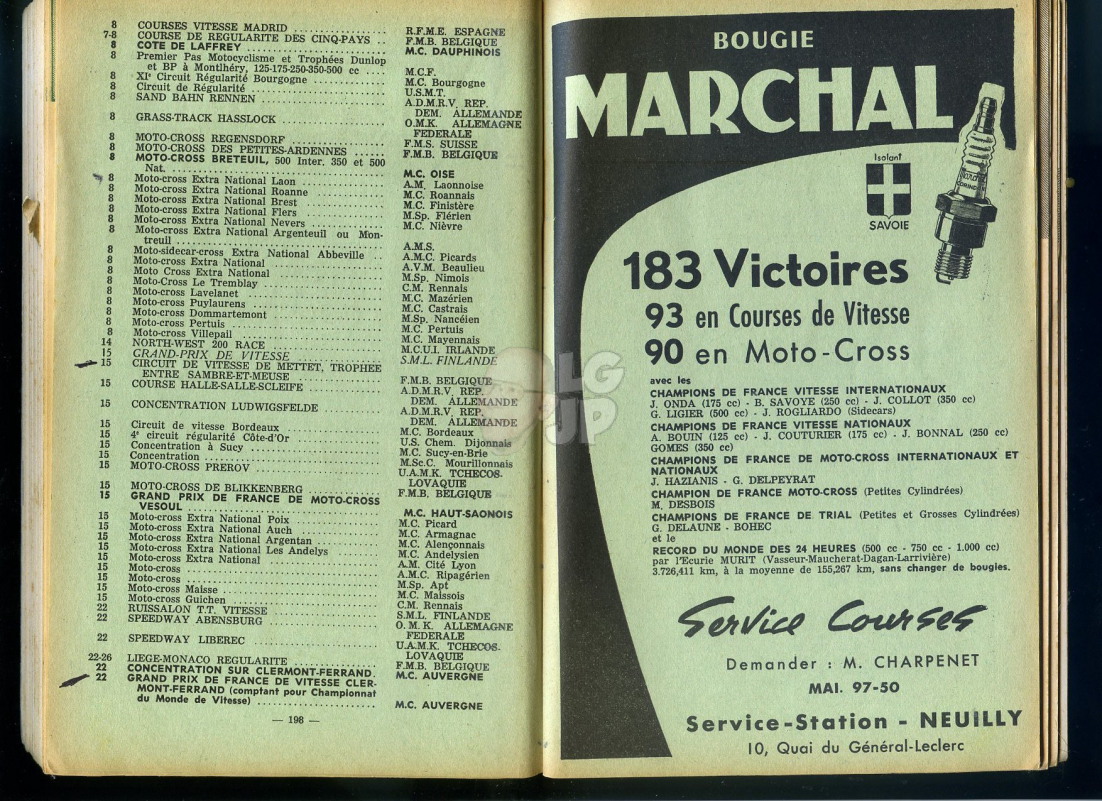 8 COURSES VITESSE MADRID R.F.M.E. ESPAGNE
7-8 COURSE DE REGULARITE DES CINQ-PAYS .. F.M.B. BELGIQUE
8 COTE DE LAFFREY M.C. DAUPHINOIS
8 Premier Pas Motocyclisme et Trophées Dunlop
et BP à Montlhéry, 125-175-250-350-500 cc .... M.C.F.
8 XIe Circuit Régularité Bourgogne M.C. Bourgogne
8 Circuit de Régularité U.S.M.T.
8 SAND BAHN RENNEN A.D.M.R.V. REP.
DEM. ALLEMANDE
8 GRASS-TRACK HASSLOCK O.M.K. ALLEMAGNE
FEDERALE
8 MOTO-CROSS REGENSDORF F.M.S. SUISSE
8 MOTO-CROSS DES PETITES-ARDENNES F.M.B. BELGIQUE
8 MOTO-CROSS BRETEUIL, 500 Inter. 350 et 500
Nat. M.C. OISE
8 Moto-cross Extra National Laon A.M. Laonnoise
8 Moto-cross Extra National Roanne M.C. Roannais
8 Moto-cross Extra National Brest M.C. Finistère
8 Moto-cross Extra National Flers M.Sp. Flérien
8 Moto-cross Extra National Nevers M.C. Nièvre
8 Moto-cross Extra National Argenteuil ou Mon-
treuil A.M.S.
8 Moto-sidecar-cross Extra National Abbeville .. A.M.C. Picards
8 Moto-cross Extra National A.V.M. Beaulieu
8 Moto Cross Extra National M.Sp. Nimois
8 Moto-Cross Le Tremblay C.M. Rennais
8 Moto-cross Lavelanet M.C. Mazérien
8 Moto-cross Puylaurens M.C. Castrais
8 Moto-cross Dommartemont M.Sp. Nancéien
8 Moto-cross Pertuis M.C. Pertuis
8 Moto-cross Villepail M.C. Mayennais
14 NORTH-WEST 200 RACE M.C.U.I. IRLANDE
15 GRAND-PRIX DE VITESSE S.M.L. FINLANDE
15 CIRCUIT DE VITESSE DE METTET, TROPHEE
ENTRE SAMBRE-ET-MEUSE F.M.B. BELGIQUE
15 COURSE HALLE-SALLE-SCLEIFE A.D.M.R.V. REP.
DEM. ALLEMANDE
15 CONCENTRATION LUDWIGSFELDE A.D.M.R.V. REP.
DEM. ALLEMANDE
15 Circuit de vitesse Bordeaux M.C. Bordeaux
15 4e circuit régularité Côte-d'Or U.S. Chem. Dijonnais
15 Concentration à Sucy M.C. Sucy-en-Brie
15 Concentration M.Sc.C. Mourillonnais
15 MOTO-CROSS PREROV U.A.M.K. TCHECOS-
LOVAQUIE
15 MOTO-CROSS DE BLIKKENBERG F.M.B. BELGIQUE
15 GRAND PRIX DE FRANCE DE MOTO-CROSS
VESOUL M.C. HAUT-SAONOIS
15 Moto-cross Extra National Poix M.C. Picard
15 Moto-cross Extra National Auch M.C. Armagnac
15 Moto-cross Extra National Argentan M.C. Alençonnais
15 Moto-cross Extra National Les Andelys M.C. Andelysien
15 Moto-cross Extra National A.M. Cité Lyon
15 Moto-cross A.M.C. Ripagérien
15 Moto-cross M.Sp. Apt
15 Moto-cross Maisse M.C. Maissois
15 Moto-cross Guichen C.M. Rennais
22 RUISSALON T.T. VITESSE S.M.L. FINLANDE
22 SPEEDWAY ABENSBURG O. M. K. ALLEMAGNE
FEDERALE
22 SPEEDWAY LIBEREC U.A.M.K. TCHECOS-
LOVAQUIE
22-26 LIEGE-MONACO REGULARITE F.M.B. BELGIQUE
22 CONCENTRATION SUR CLERMONT-FERRAND. M.C. AUVERGNE
22 GRAND PRIX DE FRANCE DE VITESSE CLER-
MONT-FERRAND (comptant pour Championnat
du Monde de Vitesse) M.C. AUVERGNE
— 198 —
BOUGIE
MARCHAL
Isolant
SAVOIE
183 Victoires
93 en Courses de Vitesse
90 en Moto-Cross
avec les
CHAMPIONS DE FRANCE VITESSE INTERNATIONAUX
J. ONDA (175 cc) - B. SAVOYE (250 cc) - J. COLLOT (350 cc)
G. LIGIER (500 cc) - J. ROGLIARDO (Sidecars)
CHAMPIONS DE FRANCE VITESSE NATIONAUX
A. BOUIN (125 cc) - J. COUTURIER (175 cc) - J. BONNAL (250 cc)
GOMES (350 cc)
CHAMPIONS DE FRANCE DE MOTO-CROSS INTERNATIONAUX ET
NATIONAUX
J. HAZIANIS - G. DELPEYRAT
CHAMPION DE FRANCE MOTO-CROSS (Petites Cylindrées)
M. DESBOIS
CHAMPIONS DE FRANCE DE TRIAL (Petites et Grosses Cylindrées)
G. DELAUNE - BOHEC
et le
RECORD DU MONDE DES 24 HEURES (500 cc - 750 cc - 1.000 cc)
par l'Ecurie MURIT (Vasseur-Maucherat-Dagan-Larrivière)
3.726,411 km, à la moyenne de 155,267 km, sans changer de bougies.
Service Courses
Demander : M. CHARPENET
MAI. 97-50
Service-Station - NEUILLY
10, Quai du Général-Leclerc